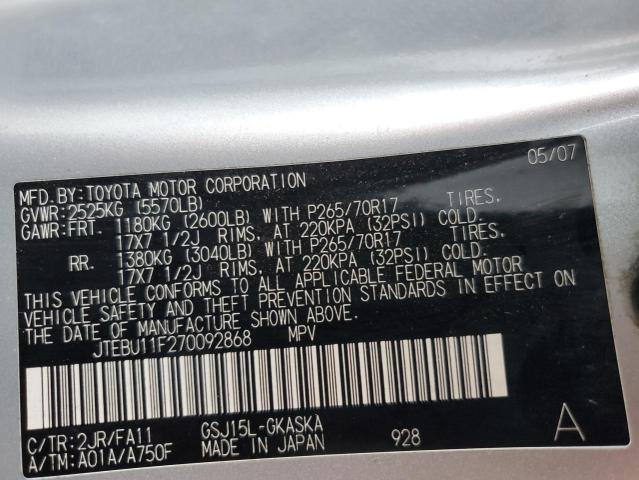 05/07
MFD. BY: TOYOTA MOTOR CORPORATION
GVWR: 2525KG (5570LB)
GAWR: FRT. 1180KG (2600LB) WITH P265/70R17 TIRES,
17X7 1/2J RIMS, AT 220KPA (32PSI) COLD.
RR. 1380KG (3040LB) WITH P265/70R17 TIRES,
17X7 1/2J RIMS, AT 220KPA (32PSI) COLD.
THIS VEHICLE CONFORMS TO ALL APPLICABLE FEDERAL MOTOR
VEHICLE SAFETY AND THEFT PREVENTION STANDARDS IN EFFECT ON
THE DATE OF MANUFACTURE SHOWN ABOVE.
JTEBU11F270092868 MPV
C/TR: 2JR/FA11 GSJ15L-GKASKA
A/TM: A01A/A750F MADE IN JAPAN 928 A